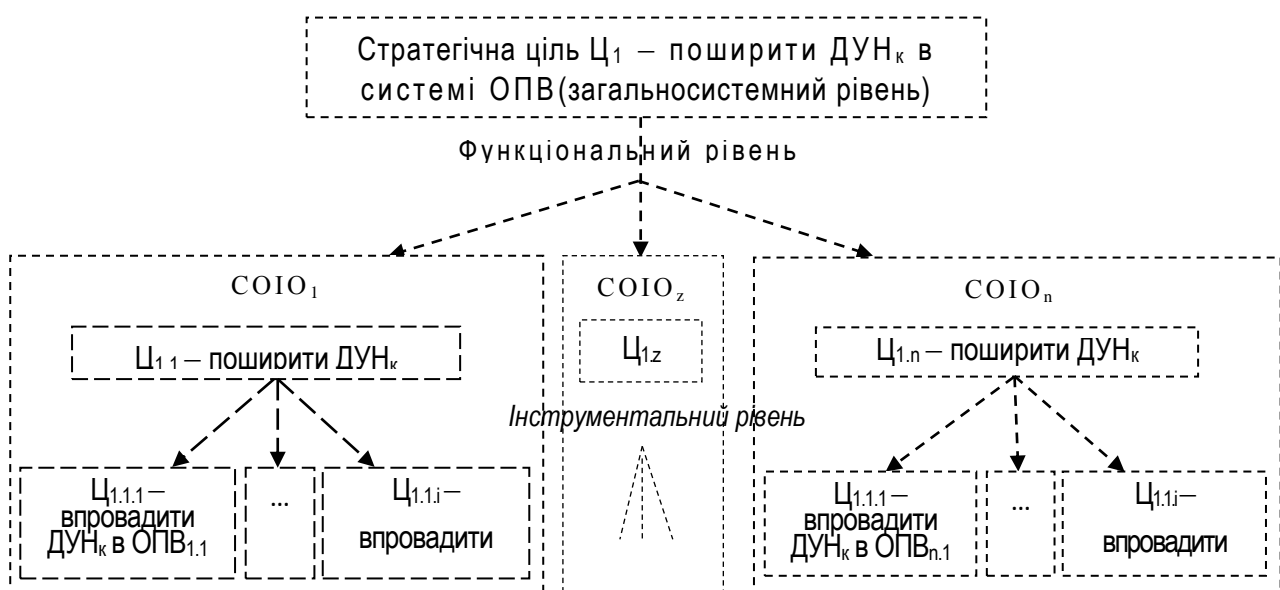 Стратегічна ціль Ц₁ – поширити ДУНк в
системі ОПВ(загальносистемний рівень)
Функціональний рівень
СОІО₁
Ц₁.₁ – поширити ДУНк
Ц₁.₁.₁ –
впровадити
ДУНк в ОПВ₁.₁
...
Ц₁.₁.i –
впровадити
СОІОz
Ц₁.z
Інструментальний рівень
СОІОn
Ц₁.n – поширити ДУНк
Ц₁.₁.₁ –
впровадити
ДУНк в ОПВn.₁
...
Ц₁.₁.i –
впровадити